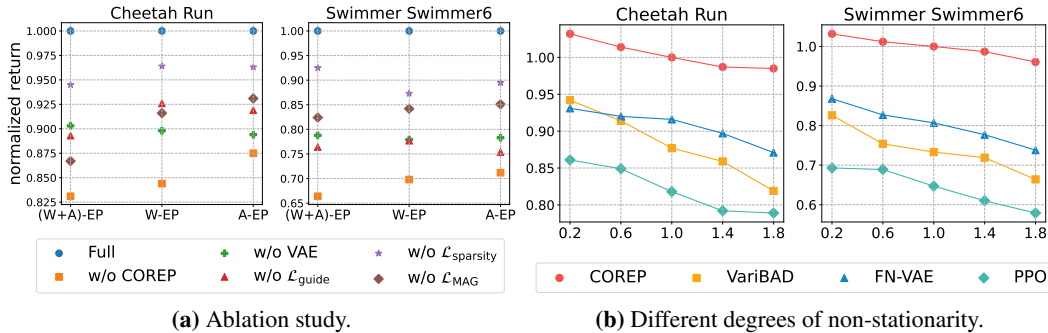 Cheetah Run
Swimmer Swimmer6
normalized return
1.000
0.975
0.950
0.925
0.900
0.875
0.850
0.825
(W+A)-EP W-EP A-EP
1.00
0.95
0.90
0.85
0.80
0.75
0.70
0.65
(W+A)-EP W-EP A-EP
Full w/o VAE w/o ℒsparsity
w/o COREP w/o ℒguide w/o ℒMAG
(a) Ablation study.
Cheetah Run
Swimmer Swimmer6
1.00
0.95
0.90
0.85
0.80
0.2 0.6 1.0 1.4 1.8
1.0
0.9
0.8
0.7
0.6
0.2 0.6 1.0 1.4 1.8
COREP VariBAD FN-VAE PPO
(b) Different degrees of non-stationarity.